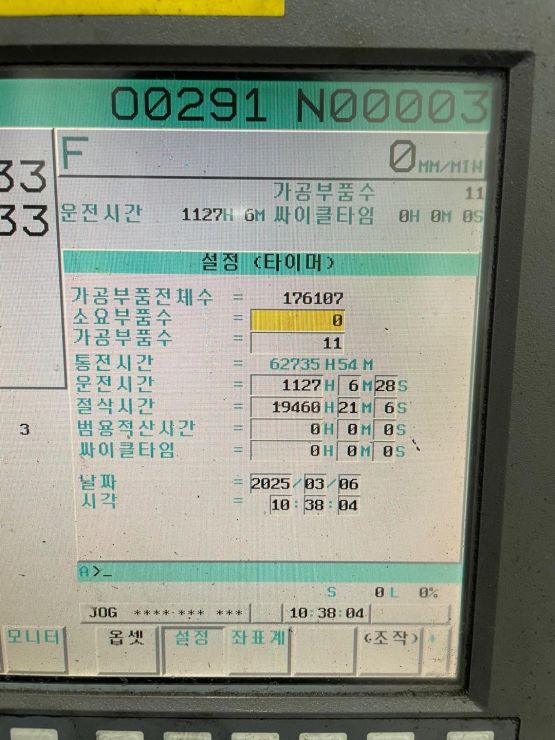 O0291 N00003
F 0 MM/MIN
33
33
가공부품수 11
운전시간 1127H 6M 싸이클타임 0H 0M 0S
설정 (타이머)
가공부품전체수 = 176107
소요부품수 = 0
가공부품수 = 11
통전시간 = 62735H54M
운전시간 = 1127H 6M28S
절삭시간 = 19460H21M 6S
범용적산시간 = 0H 0M 0S
3
싸이클타임 = 0H 0M 0S
날짜 = 2025/03/06
시각 = 10:38:04
A>_
S 0 L 0%
JOG **** *** *** 10:38:04
모니터 옵셋 설정 좌표계 (조작) +